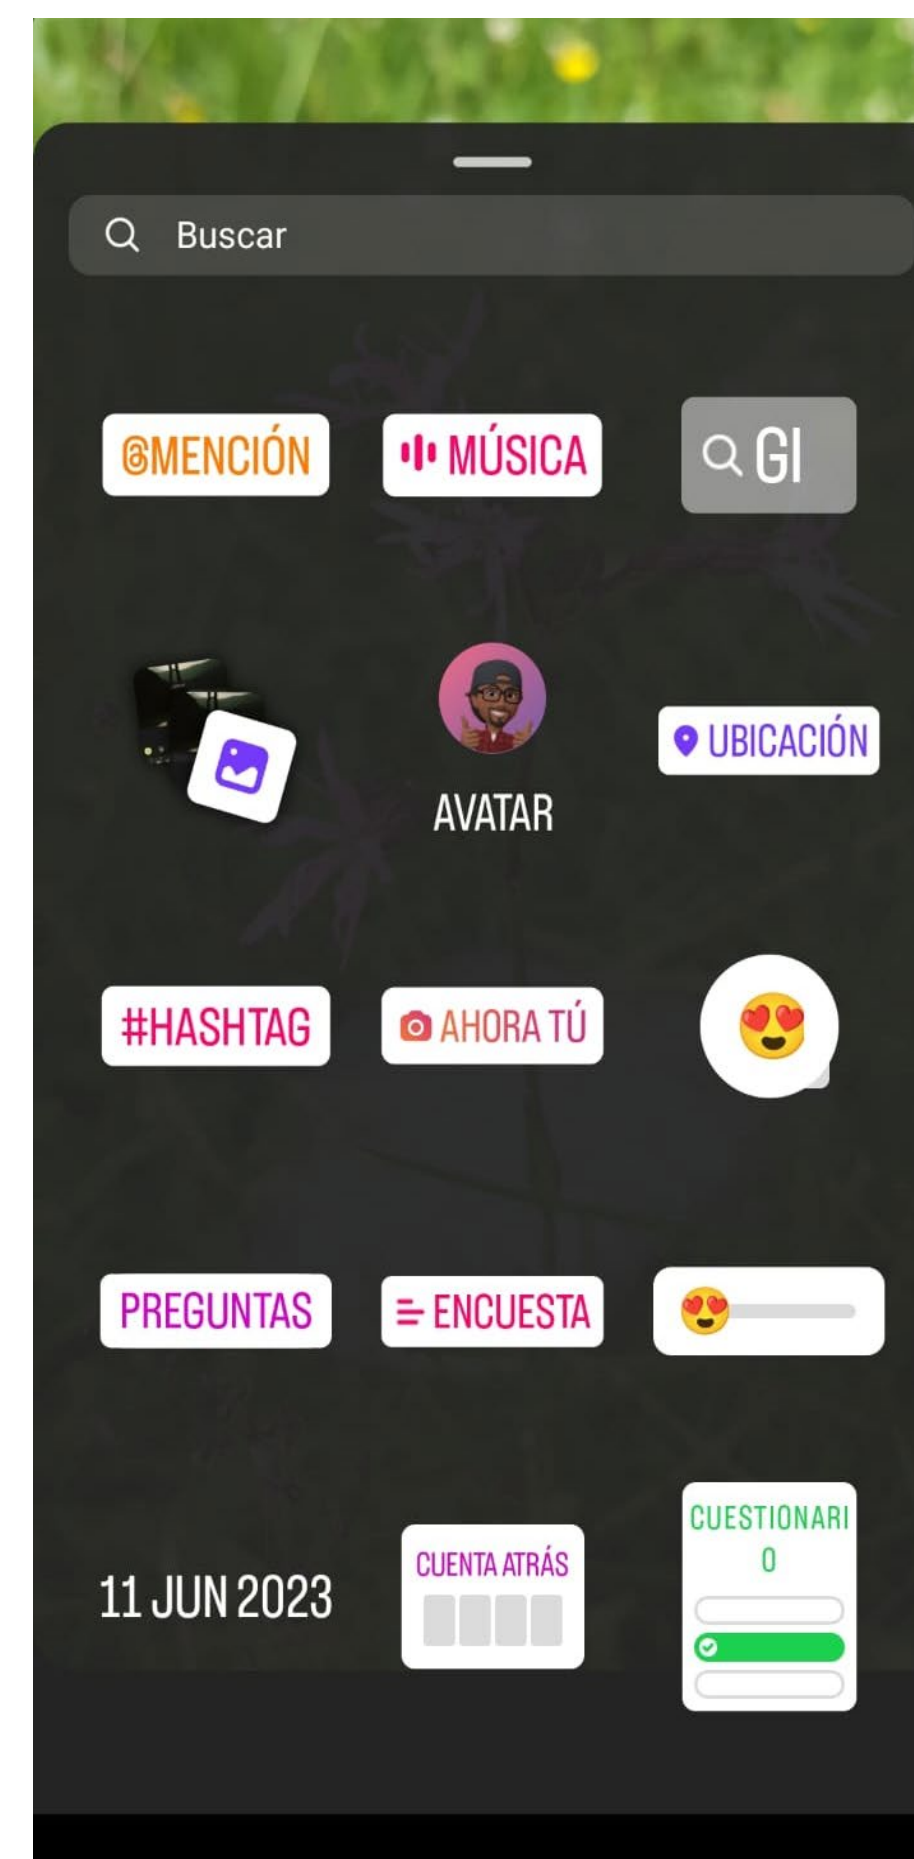 Buscar
@MENCIÓN
MÚSICA
GI
AVATAR
UBICACIÓN
#HASHTAG
AHORA TÚ
PREGUNTAS
ENCUESTA
11 JUN 2023
CUENTA ATRÁS
CUESTIONARI
O